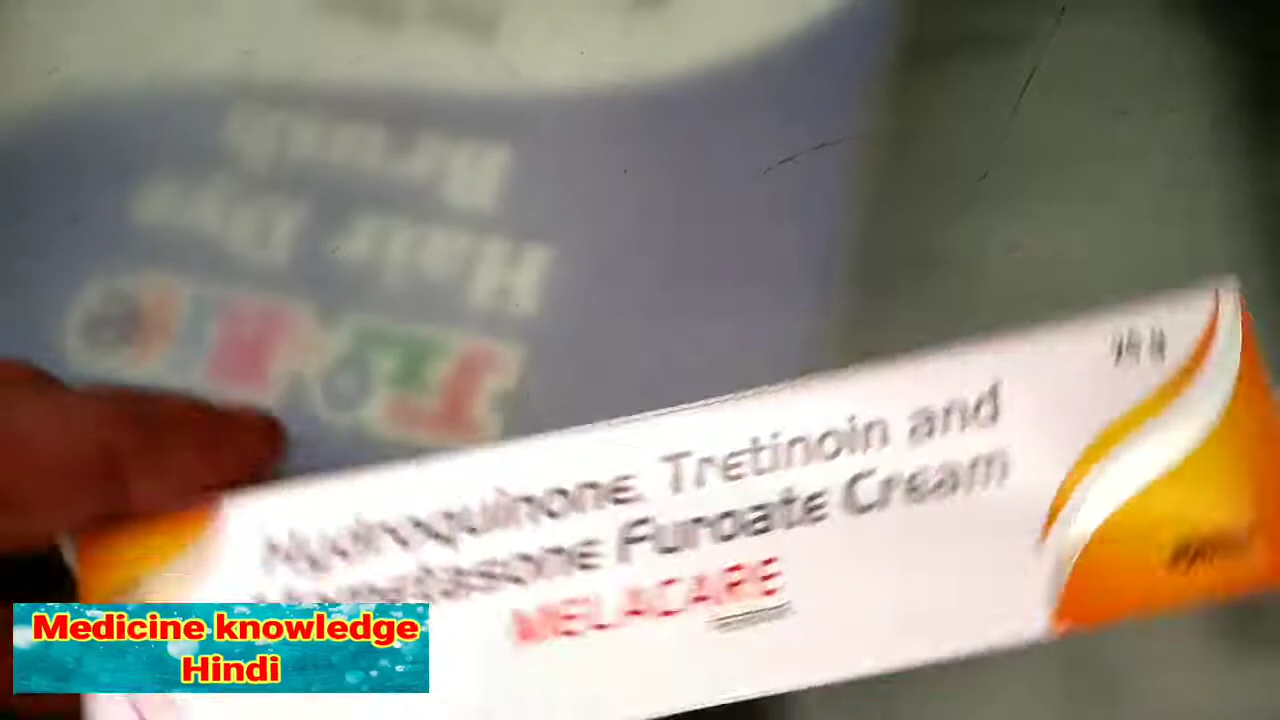 Hair Dye
Brush
Hydroquinone, Tretinoin and
Mometasone Furoate Cream
MELACARE
Medicine knowledge
Hindi